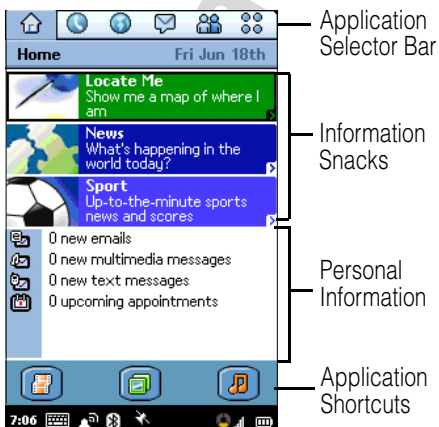 Application
Selector Bar
Home Fri Jun 18th
Locate Me
Show me a map of where I
am
News
What's happening in the
world today?
Sport
Up-to-the-minute sports
news and scores
Information
Snacks
0 new emails
0 new multimedia messages
0 new text messages
0 upcoming appointments
Personal
Information
Application
Shortcuts
7:06